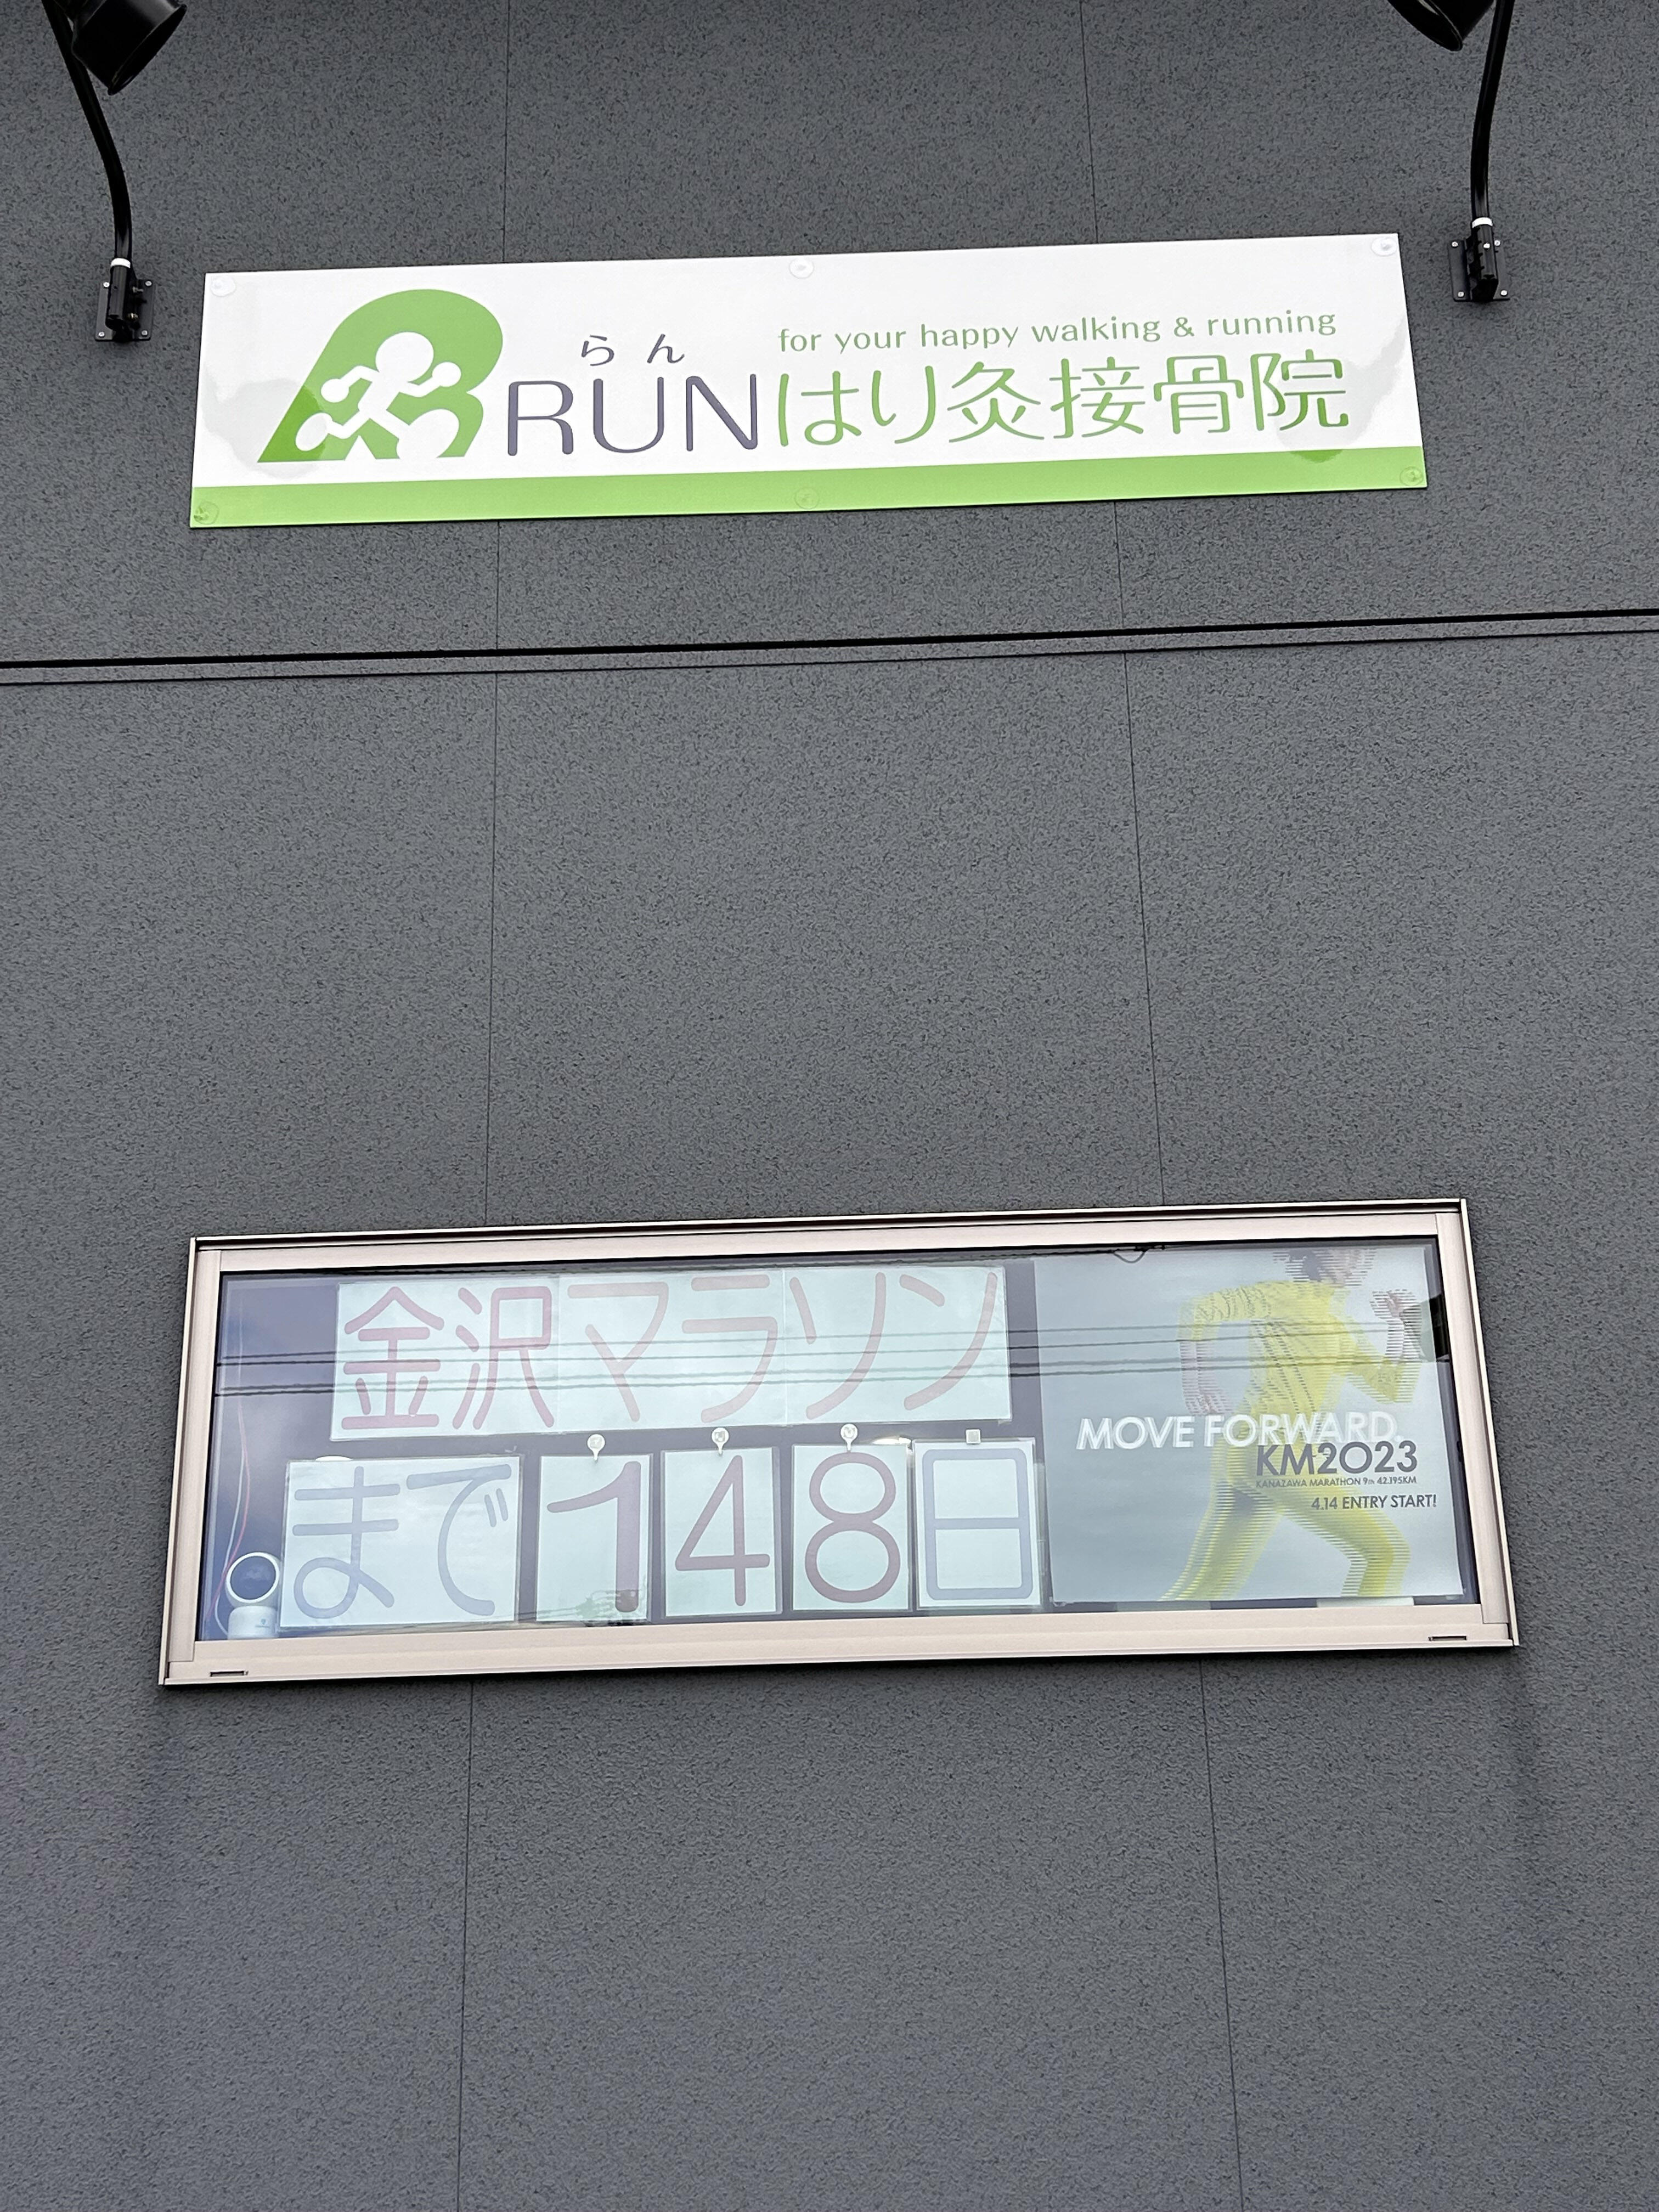 らん
for your happy walking & running
RUNはり灸接骨院
金沢マラソン
まで148日
MOVE FORWARD.
KM2023
KANAZAWA MARATHON 9th 42.195KM
4.14 ENTRY START!